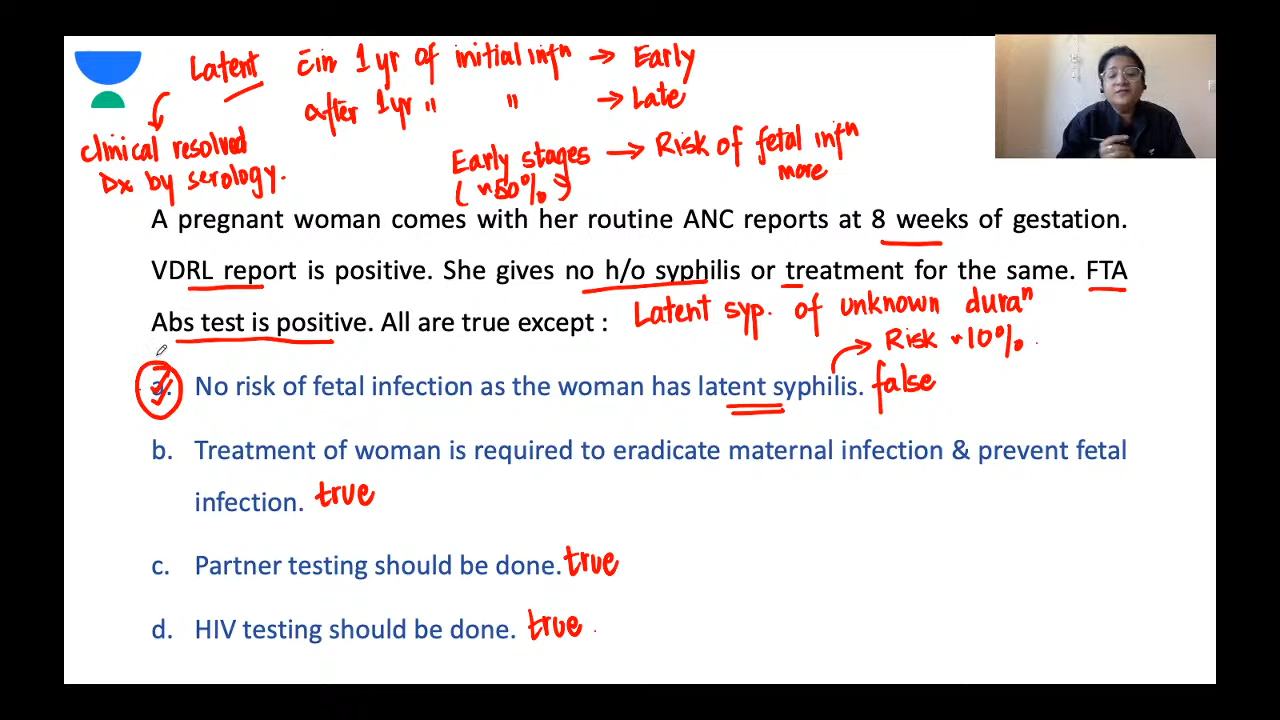 Latent c̄in 1 yr of initial infⁿ → Early
after 1yr " " → Late
Clinical resolved
Dx by serology.
Early stages → Risk of fetal infⁿ
(~50%) more
A pregnant woman comes with her routine ANC reports at 8 weeks of gestation.
VDRL report is positive. She gives no h/o syphilis or treatment for the same. FTA
Abs test is positive. All are true except :
Latent syp. of unknown duraⁿ
Risk ~10%.
a. No risk of fetal infection as the woman has latent syphilis. false
b. Treatment of woman is required to eradicate maternal infection & prevent fetal
infection. true
c. Partner testing should be done. true
d. HIV testing should be done. true